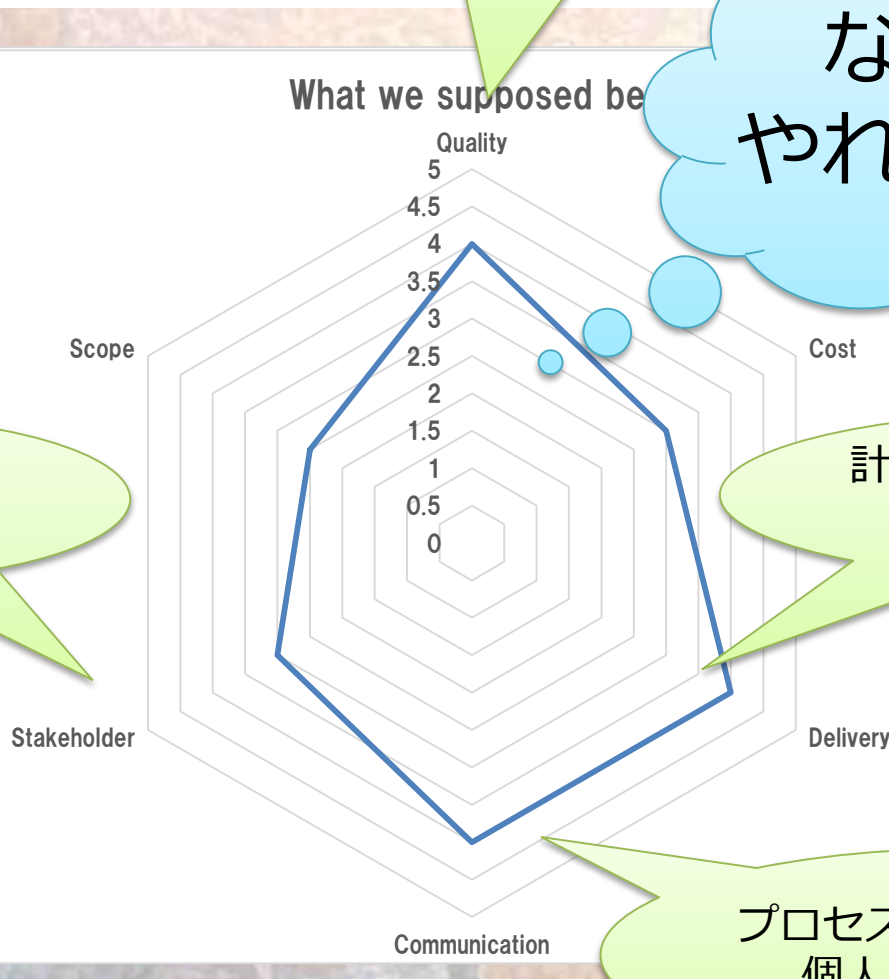 な
やれ
What we supposed be
Quality
5
4.5
4
3.5
3
2.5
2
1.5
1
0.5
0
Scope
Cost
計
Stakeholder
Delivery
Communication
プロセス
個人